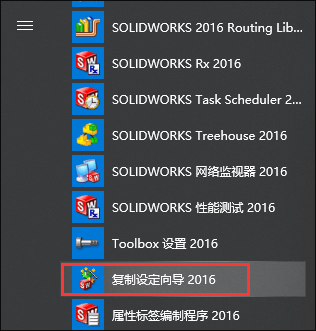 SOLIDWORKS 2016 Routing Lib...
SOLIDWORKS Rx 2016
SOLIDWORKS Task Scheduler 2...
SOLIDWORKS Treehouse 2016
SOLIDWORKS 网络监视器 2016
SOLIDWORKS 性能测试 2016
Toolbox 设置 2016
复制设定向导 2016
属性标签编制程序 2016